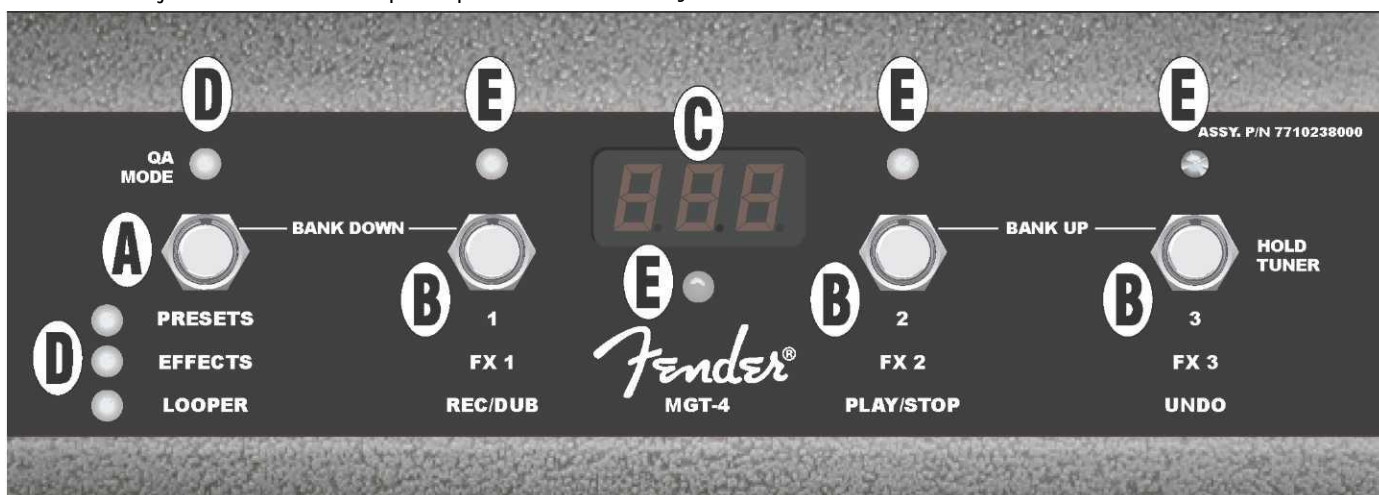 D E C E E
ASSY. P/N 7710238000
QA
MODE
A
BANK DOWN
888
BANK UP
HOLD
TUNER
B E B B
D
PRESETS 1 2 3
EFFECTS FX 1 Fender® FX 2 FX 3
LOOPER REC/DUB MGT-4 PLAY/STOP UNDO